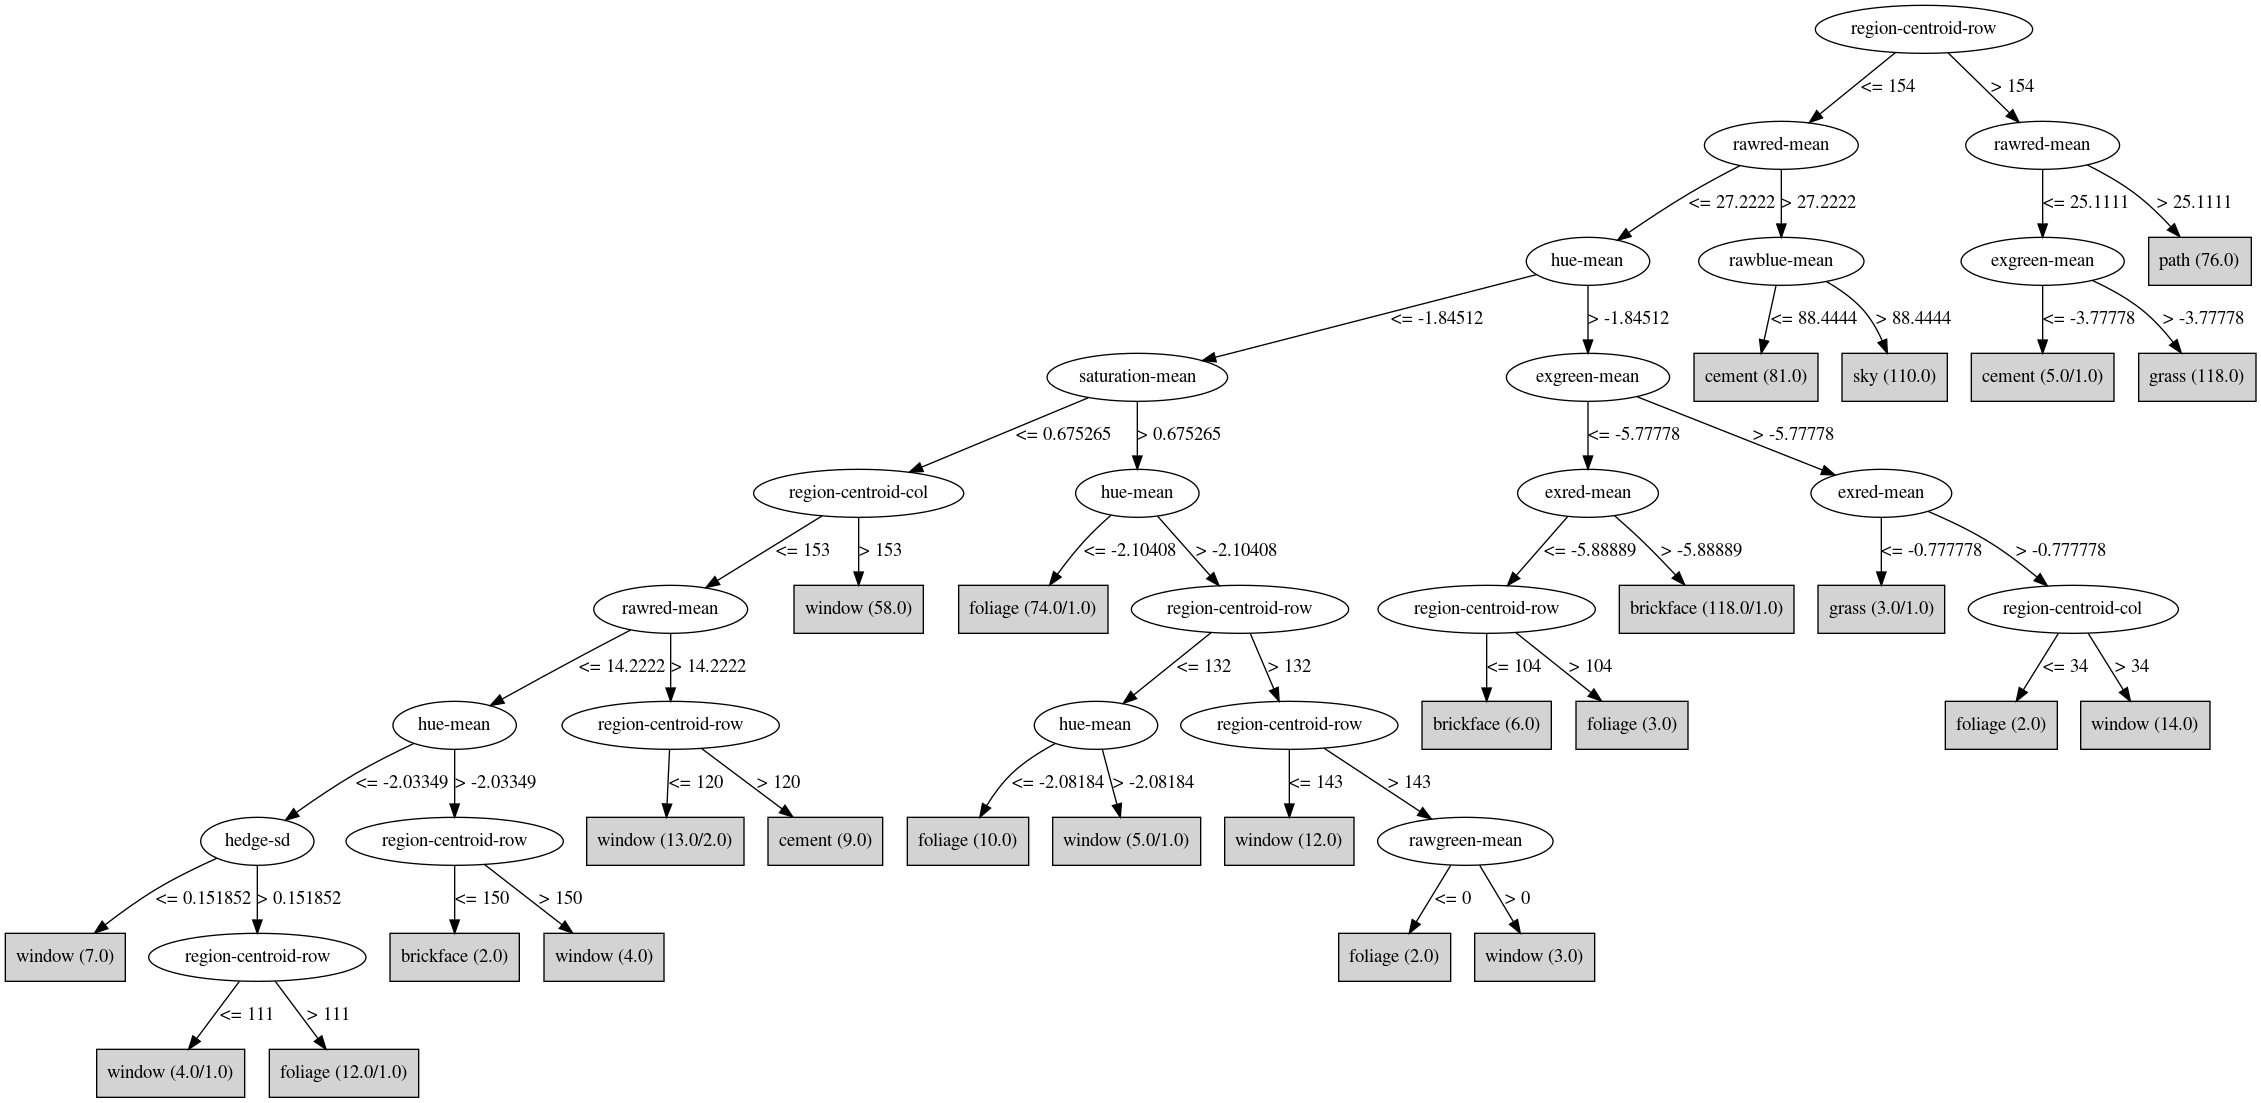 region-centroid-row
<= 154
> 154
rawred-mean
rawred-mean
<= 27.2222
> 27.2222
<= 25.1111
> 25.1111
hue-mean
rawblue-mean
exgreen-mean
path (76.0)
<= -1.84512
> -1.84512
<= 88.4444
> 88.4444
<= -3.77778
> -3.77778
saturation-mean
exgreen-mean
cement (81.0)
sky (110.0)
cement (5.0/1.0)
grass (118.0)
<= 0.675265
> 0.675265
<= -5.77778
> -5.77778
region-centroid-col
hue-mean
exred-mean
exred-mean
<= 153
> 153
<= -2.10408
> -2.10408
<= -5.88889
> -5.88889
<= -0.777778
> -0.777778
rawred-mean
window (58.0)
foliage (74.0/1.0)
region-centroid-row
region-centroid-row
brickface (118.0/1.0)
grass (3.0/1.0)
region-centroid-col
<= 14.2222
> 14.2222
<= 132
> 132
<= 104
> 104
<= 34
> 34
hue-mean
region-centroid-row
hue-mean
region-centroid-row
brickface (6.0)
foliage (3.0)
foliage (2.0)
window (14.0)
<= -2.03349
> -2.03349
<= 120
> 120
<= -2.08184
> -2.08184
<= 143
> 143
hedge-sd
region-centroid-row
window (13.0/2.0)
cement (9.0)
foliage (10.0)
window (5.0/1.0)
window (12.0)
rawgreen-mean
<= 0.151852
> 0.151852
<= 150
> 150
<= 0
> 0
window (7.0)
region-centroid-row
brickface (2.0)
window (4.0)
foliage (2.0)
window (3.0)
<= 111
> 111
window (4.0/1.0)
foliage (12.0/1.0)